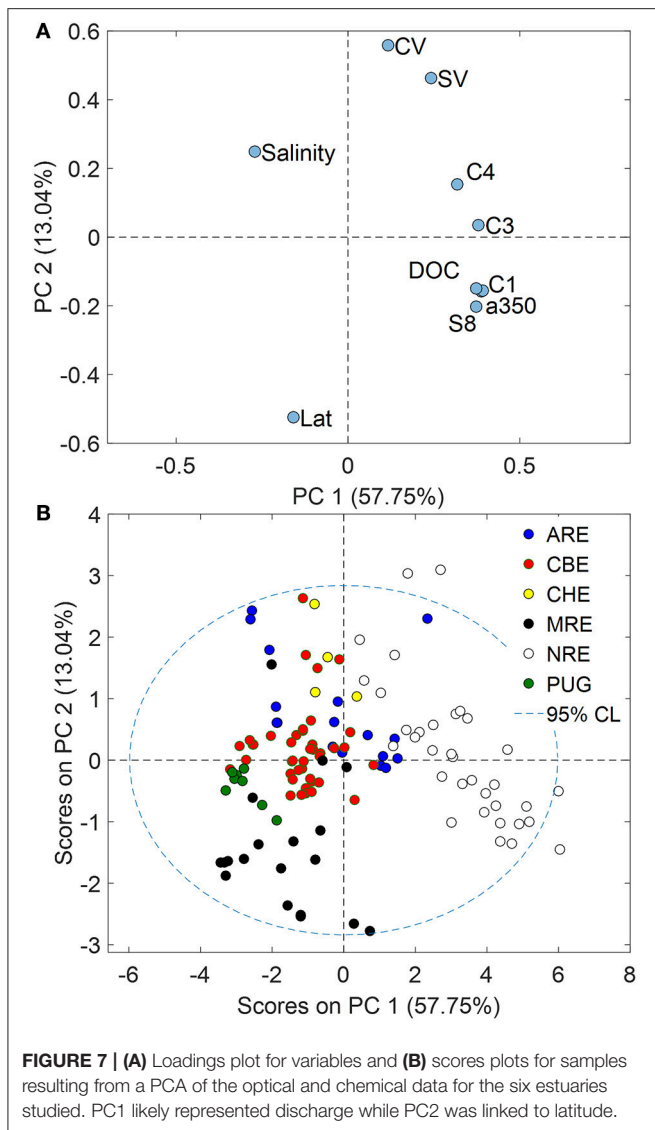 A
0.6
0.4
0.2
0
-0.2
-0.4
-0.6
PC 2 (13.04%)
CV
SV
Salinity
C4
C3
DOC
C1
a350
S8
Lat
-0.5
0
0.5
PC 1 (57.75%)
B
4
3
2
1
0
-1
-2
-3
Scores on PC 2 (13.04%)
ARE
CBE
CHE
MRE
NRE
PUG
95% CL
-6
-4
-2
0
2
4
6
8
Scores on PC 1 (57.75%)
FIGURE 7 | (A) Loadings plot for variables and (B) scores plots for samples
resulting from a PCA of the optical and chemical data for the six estuaries
studied. PC1 likely represented discharge while PC2 was linked to latitude.